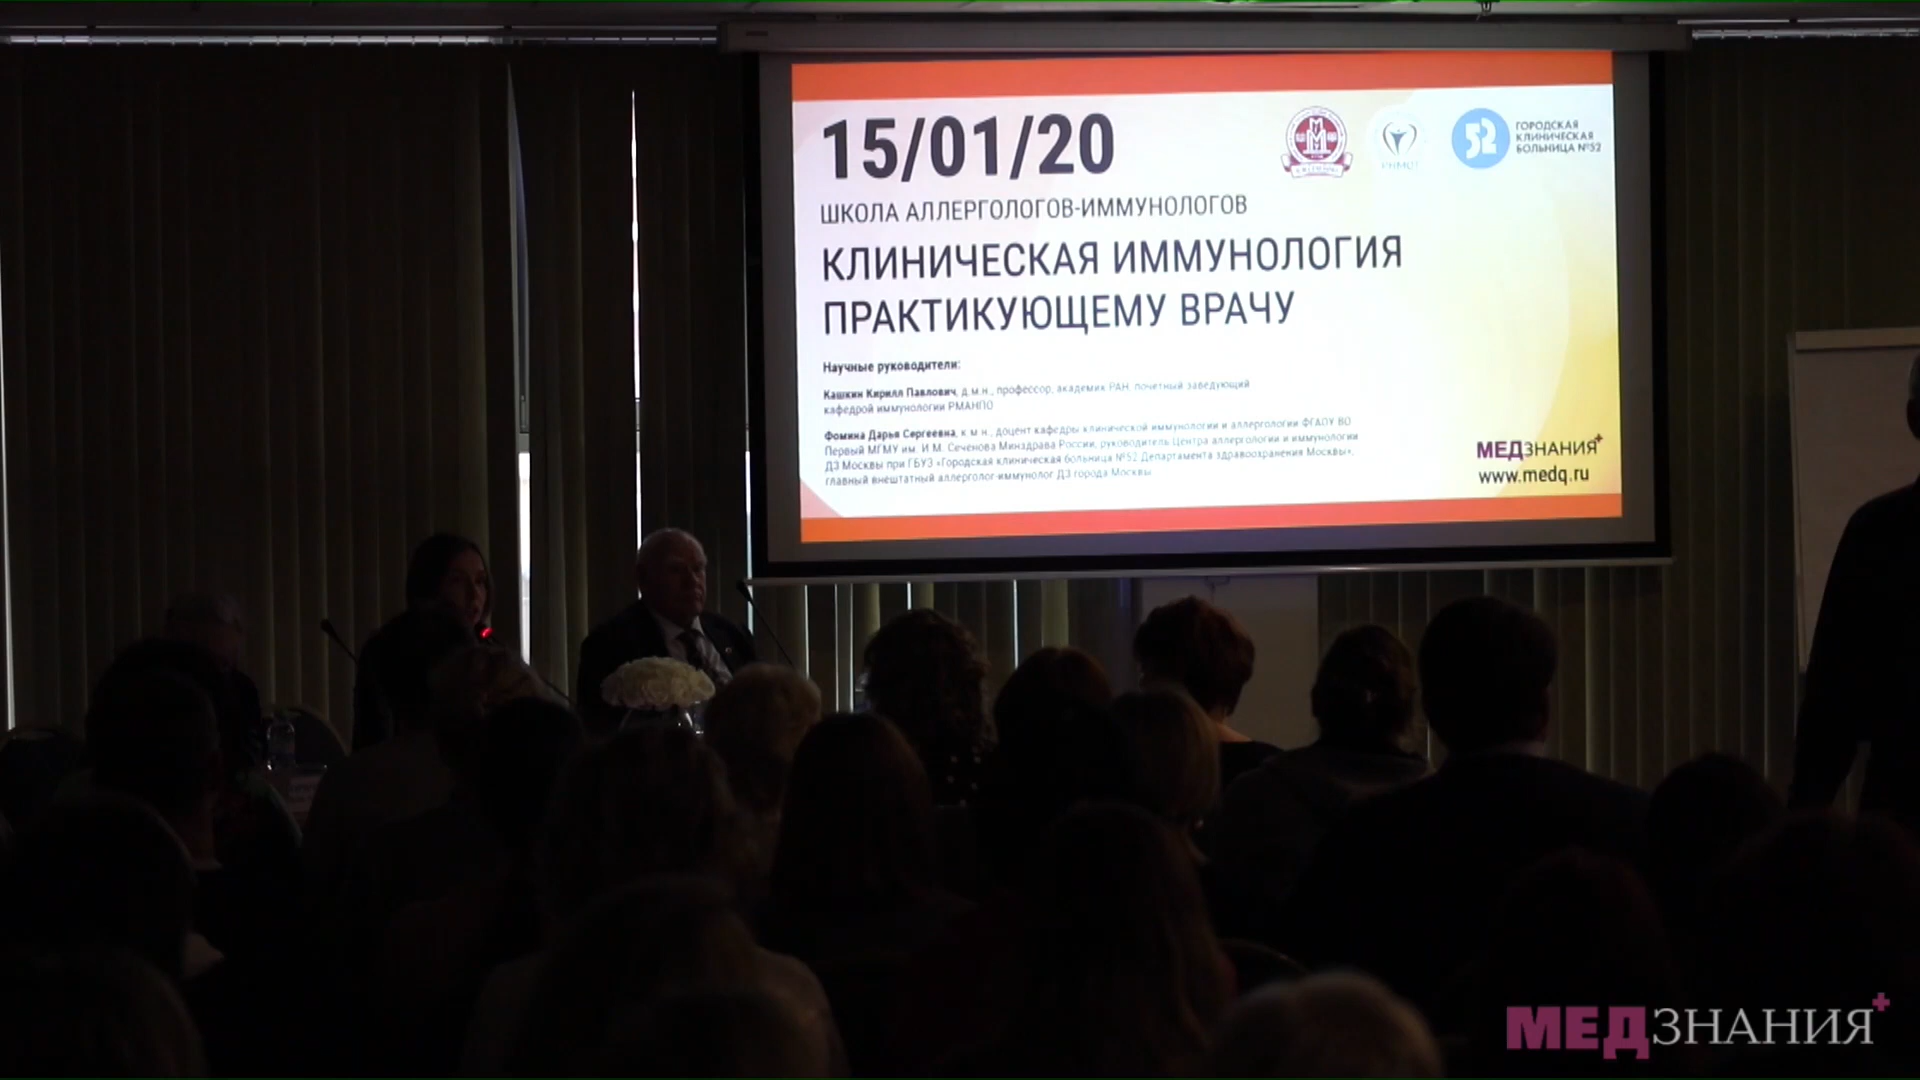 15/01/20
ГОРОДСКАЯ
КЛИНИЧЕСКАЯ
БОЛЬНИЦА №52
52
РНМОТ
ШКОЛА АЛЛЕРГОЛОГОВ-ИММУНОЛОГОВ
КЛИНИЧЕСКАЯ ИММУНОЛОГИЯ
ПРАКТИКУЮЩЕМУ ВРАЧУ
Научные руководители:
Кашкин Кирилл Павлович, д.м.н., профессор, академик РАН, почетный заведующий
кафедрой иммунологии РМАНПО
Фомина Дарья Сергеевна, к.м.н., доцент кафедры клинической иммунологии и аллергологии ФГАОУ ВО
Первый МГМУ им. И.М. Сеченова Минздрава России, руководитель Центра аллергологии и иммунологии
ДЗ Москвы при ГБУЗ «Городская клиническая больница №52 Департамента здравоохранения Москвы»,
главный внештатный аллерголог-иммунолог ДЗ города Москвы
МЕДЗНАНИЯ+
www.medq.ru
МЕДЗНАНИЯ+